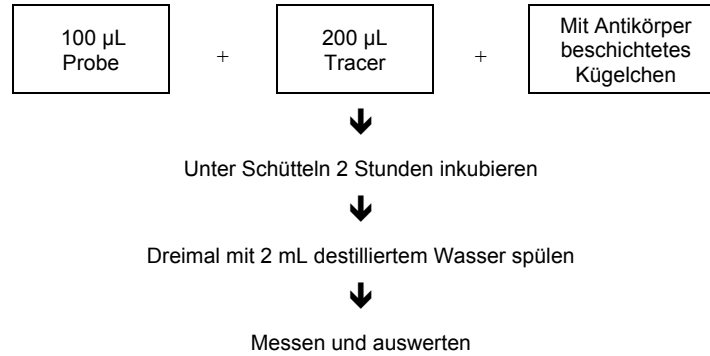 100 µL
Probe
+
200 µL
Tracer
+
Mit Antikörper
beschichtetes
Kügelchen
Unter Schütteln 2 Stunden inkubieren
Dreimal mit 2 mL destilliertem Wasser spülen
Messen und auswerten